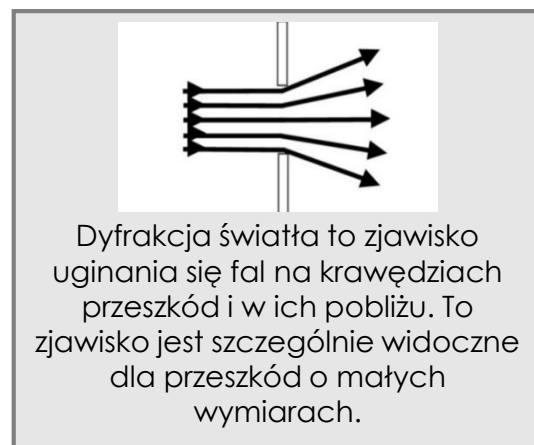 Dyfrakcja światła to zjawisko
uginania się fal na krawędziach
przeszkód i w ich pobliżu. To
zjawisko jest szczególnie widoczne
dla przeszkód o małych
wymiarach.